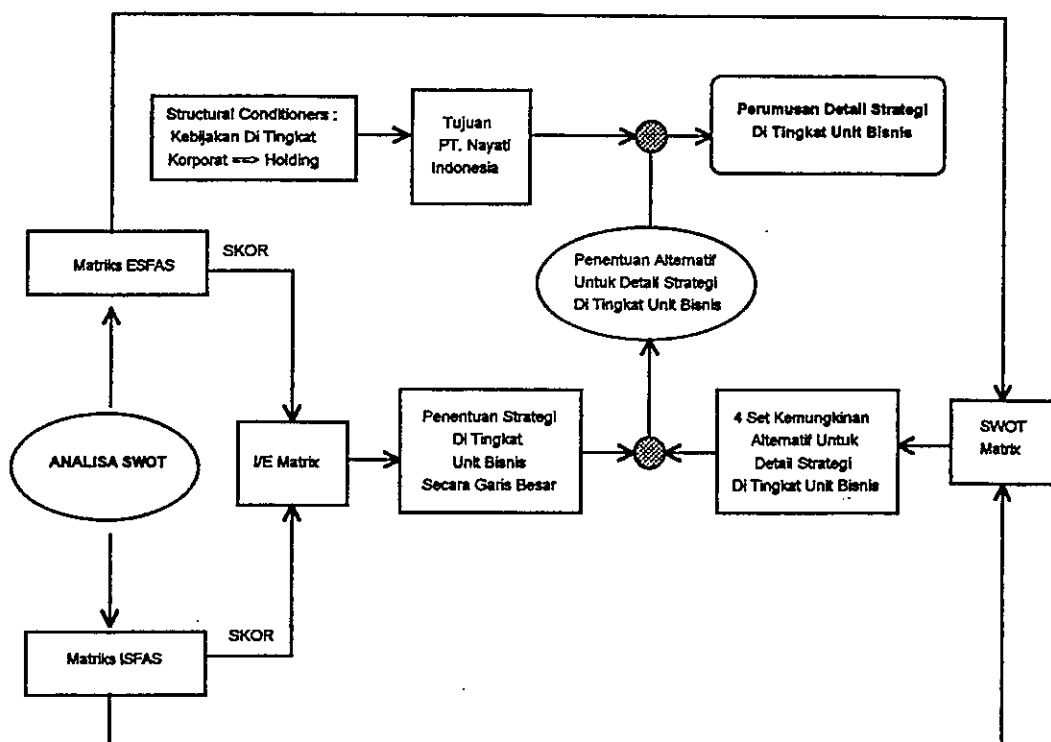 Structural Conditioners :
Kebijakan Di Tingkat
Korporat ==> Holding
Tujuan
PT. Nayati
Indonesia
Perumusan Detail Strategi
Di Tingkat Unit Bisnis
Matriks ESFAS
SKOR
Penentuan Alternatif
Untuk Detail Strategi
Di Tingkat Unit Bisnis
ANALISA SWOT
I/E Matrix
Penentuan Strategi
Di Tingkat
Unit Bisnis
Secara Garis Besar
4 Set Kemungkinan
Alternatif Untuk
Detail Strategi
Di Tingkat Unit Bisnis
SWOT
Matrix
Matriks ISFAS
SKOR